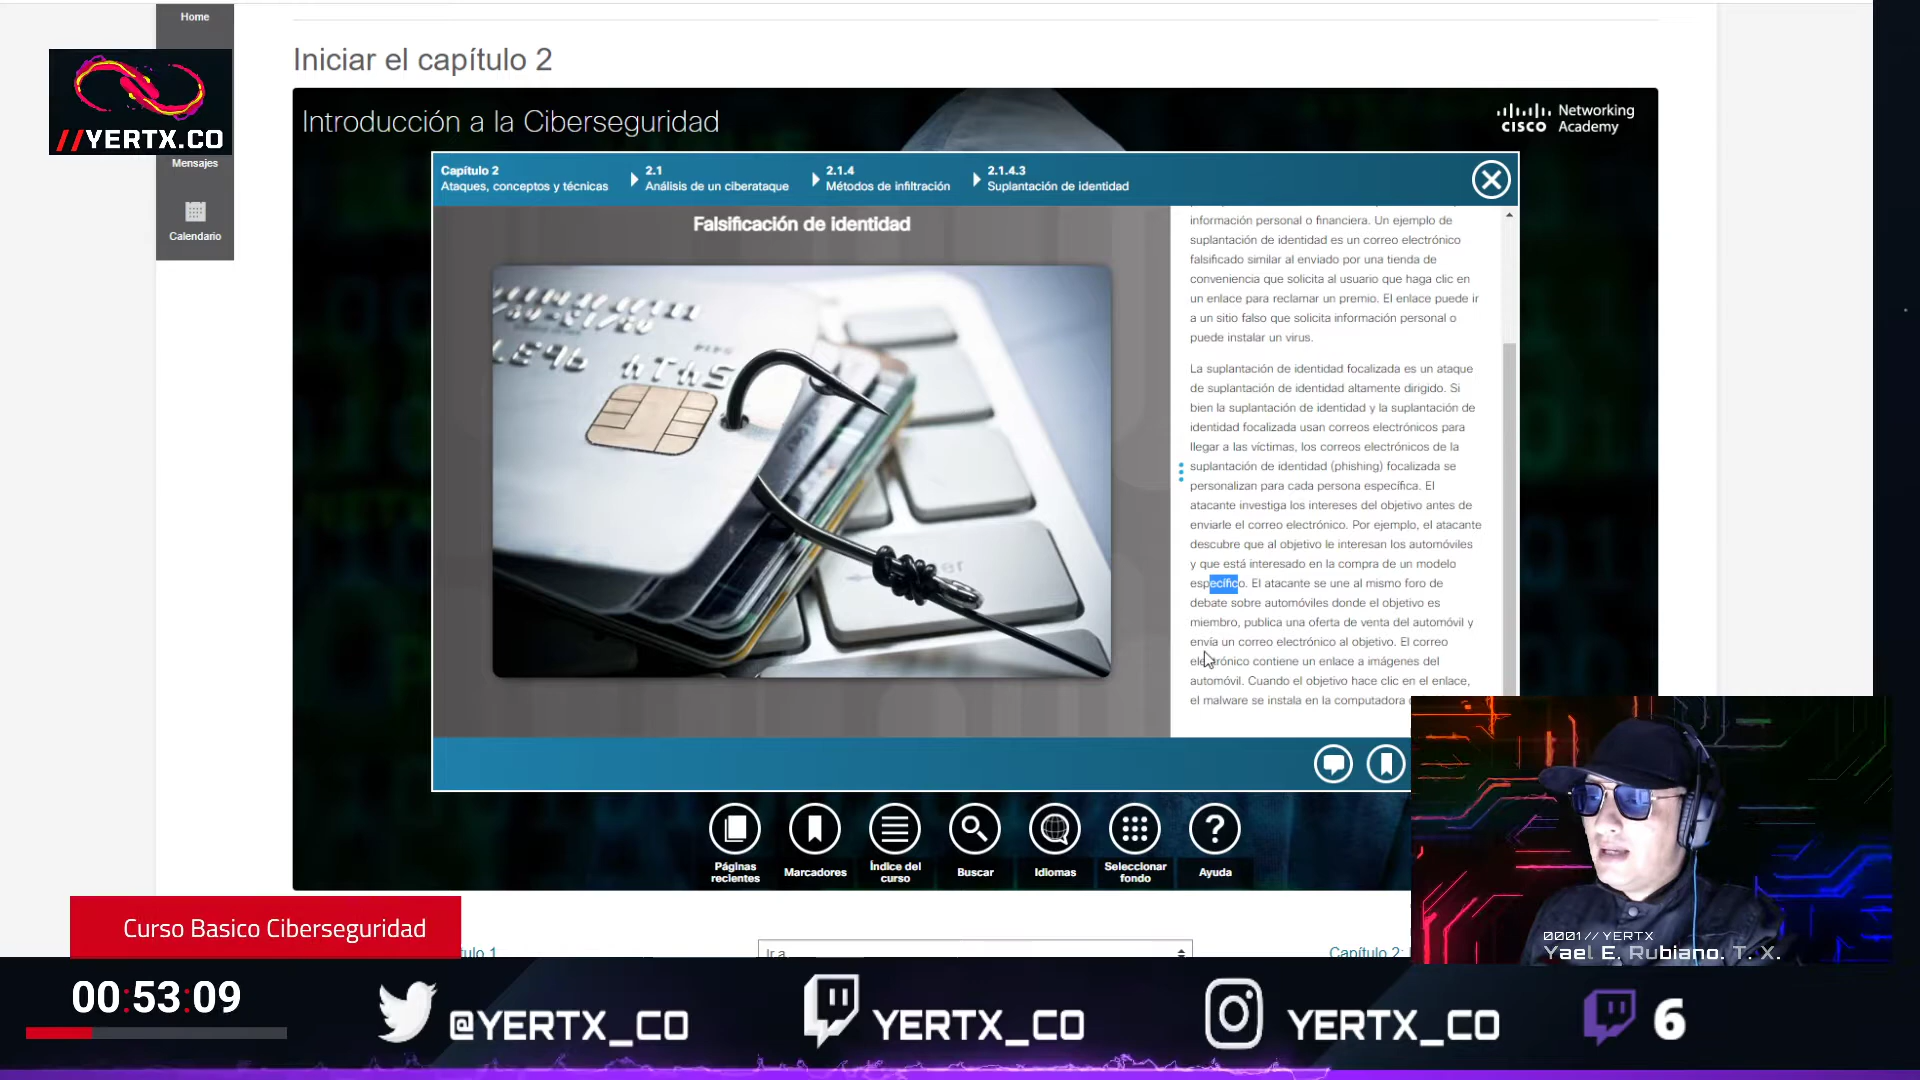 Home
//YERTX.CO
Mensajes
Calendario
Iniciar el capítulo 2
Introducción a la Ciberseguridad
Networking
CISCO Academy
Capítulo 2
Ataques, conceptos y técnicas
2.1
Análisis de un ciberataque
2.1.4
Métodos de infiltración
2.1.4.3
Suplantación de identidad
Falsificación de identidad
información personal o financiera. Un ejemplo de
suplantación de identidad es un correo electrónico
falsificado similar al enviado por una tienda de
conveniencia que solicita al usuario que haga clic en
un enlace para reclamar un premio. El enlace puede ir
a un sitio falso que solicita información personal o
puede instalar un virus.
La suplantación de identidad focalizada es un ataque
de suplantación de identidad altamente dirigido. Si
bien la suplantación de identidad y la suplantación de
identidad focalizada usan correos electrónicos para
llegar a las víctimas, los correos electrónicos de la
suplantación de identidad (phishing) focalizada se
personalizan para cada persona específica. El
atacante investiga los intereses del objetivo antes de
enviarle el correo electrónico. Por ejemplo, el atacante
descubre que al objetivo le interesan los automóviles
y que está interesado en la compra de un modelo
específico. El atacante se une al mismo foro de
debate sobre automóviles donde el objetivo es
miembro, publica una oferta de venta del automóvil y
envía un correo electrónico al objetivo. El correo
electrónico contiene un enlace a imágenes del
automóvil. Cuando el objetivo hace clic en el enlace,
el malware se instala en la computadora
Páginas recientes
Marcadores
Índice del curso
Buscar
Idiomas
Seleccionar fondo
Ayuda
Curso Basico Ciberseguridad
tulo 1
Ir a
Capítulo 2:
0001 // YERTX
Yael E. Rubiano. T. X.
00:53:09
@YERTX_CO
YERTX_CO
YERTX_CO
6